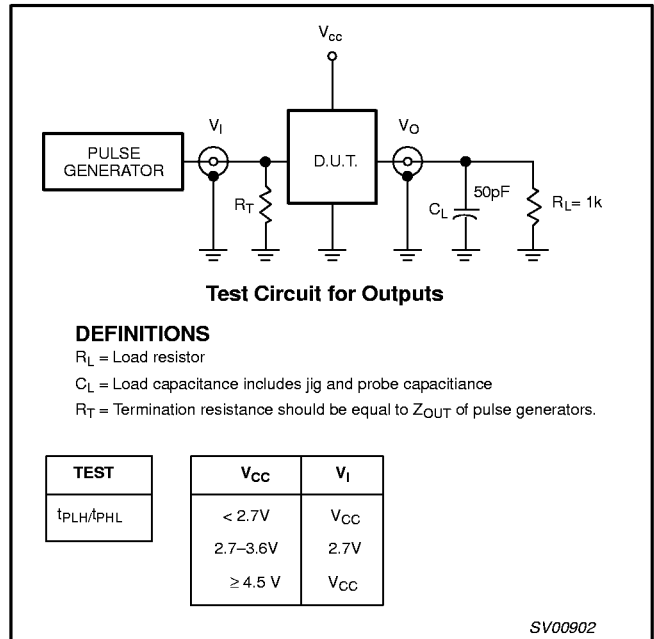 Vcc
VI
VO
PULSE
GENERATOR
D.U.T.
RT
50pF
CL
RL= 1k
Test Circuit for Outputs
DEFINITIONS
RL = Load resistor
CL = Load capacitance includes jig and probe capacitiance
RT = Termination resistance should be equal to ZOUT of pulse generators.
TEST
tPLH/tPHL
VCC VI
< 2.7V VCC
2.7–3.6V 2.7V
≥ 4.5 V VCC
SV00902